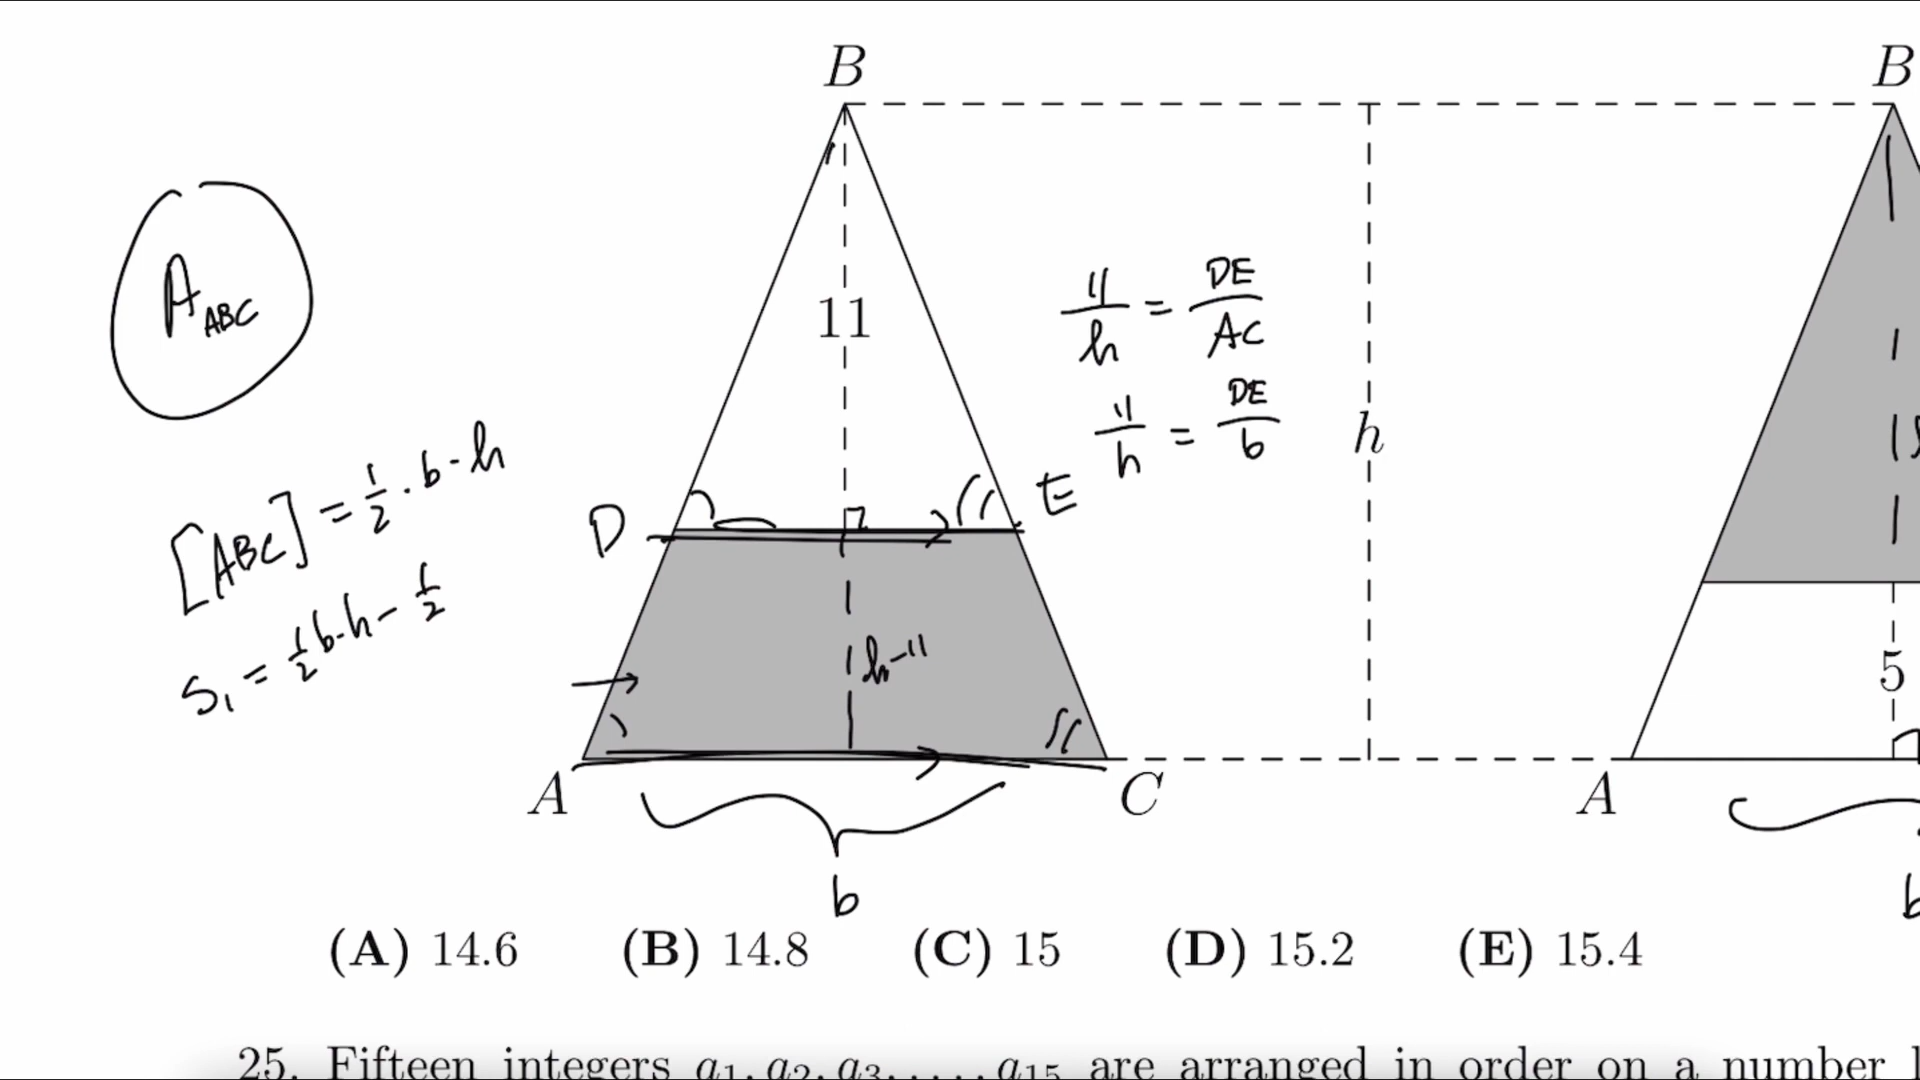 B
B
11
11/h = DE/AC
11/h = DE/b
h
A_ABC
[ABC] = 1/2 · b · h
S₁ = 1/2 b · h - 1/2
D
E
h-11
5
A
C
A
b
(A) 14.6 (B) 14.8 (C) 15 (D) 15.2 (E) 15.4
25. Fifteen integers a₁, a₂, a₃, . . . , a₁₅ are arranged in order on a number